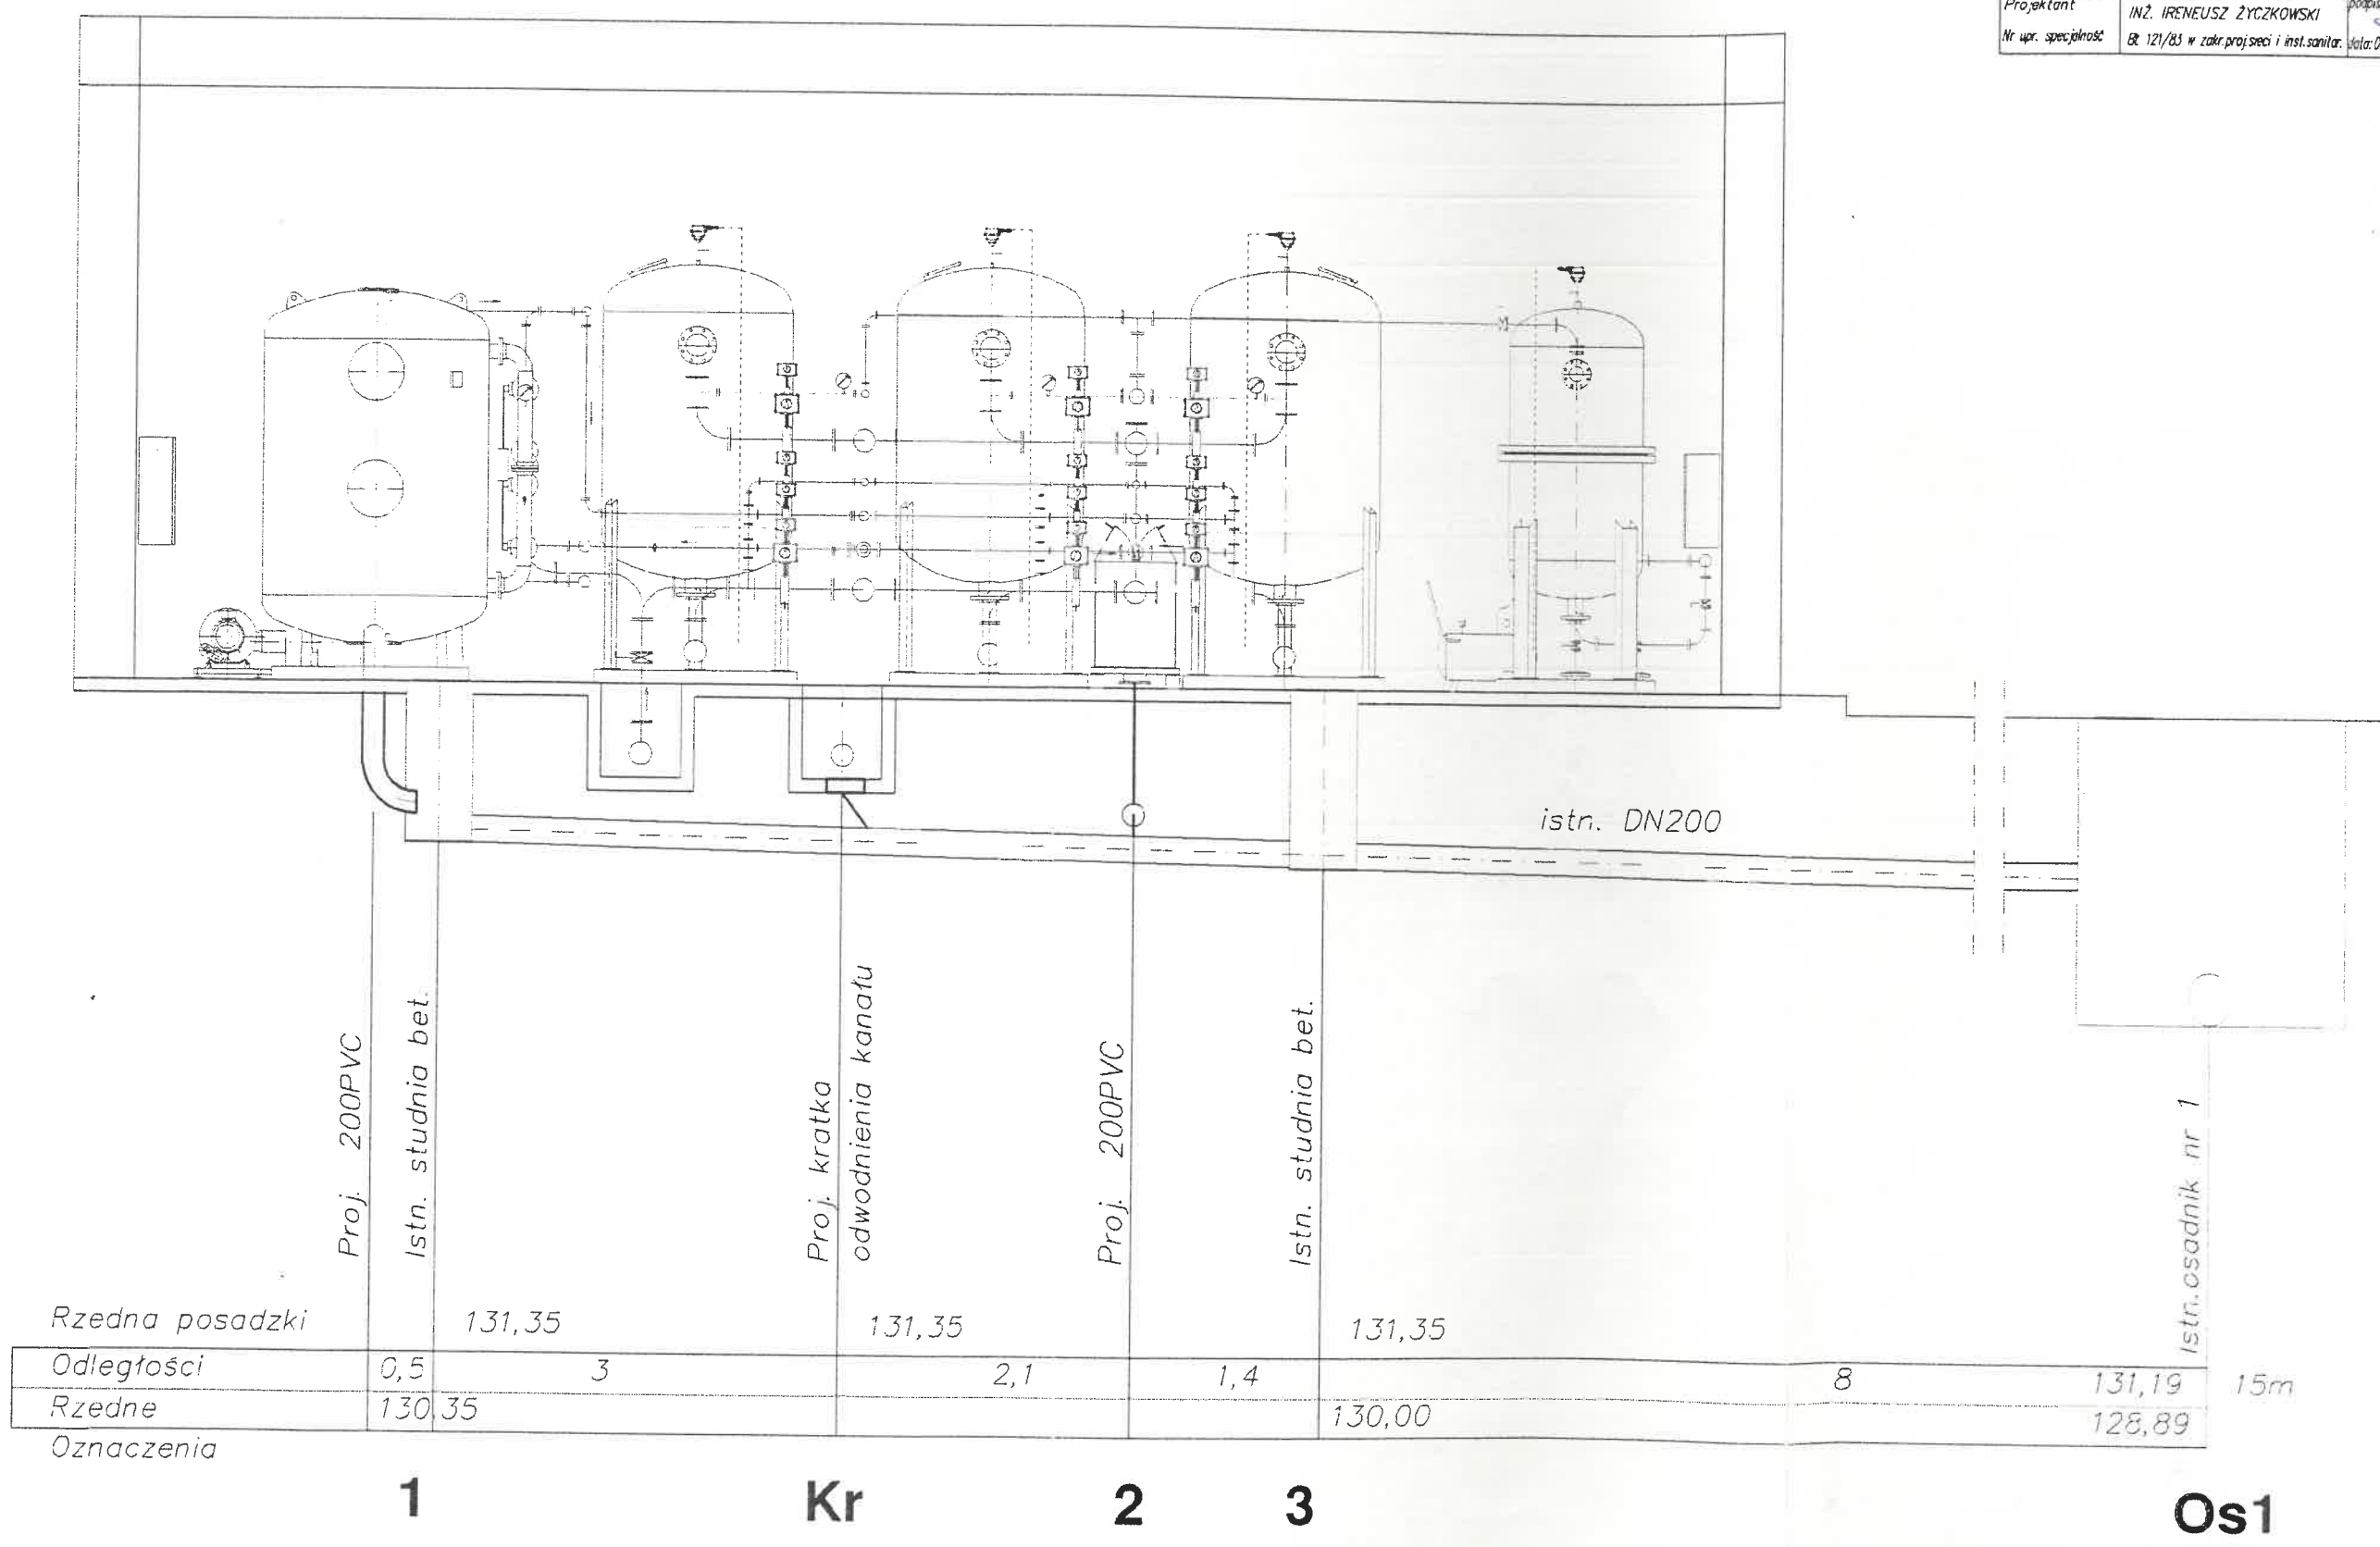 Projektant
INŻ. IRENEUSZ ŻYCZKOWSKI
Nr upr. specjalność
Bł 121/83 w zakr.proj.sieci i inst.sanitar.
istn. DN200
Proj. 200PVC
Istn. studnia bet.
Proj. kratka
odwodnienia kanału
Proj. 200PVC
Istn. studnia bet.
Istn.osadnik nr 1
Rzedna posadzki 131,35 131,35 131,35
Odległości 0,5 3 2,1 1,4 8 131,19 15m
Rzedne 130,35 130,00 128,89
Oznaczenia
1 Kr 2 3 Os1